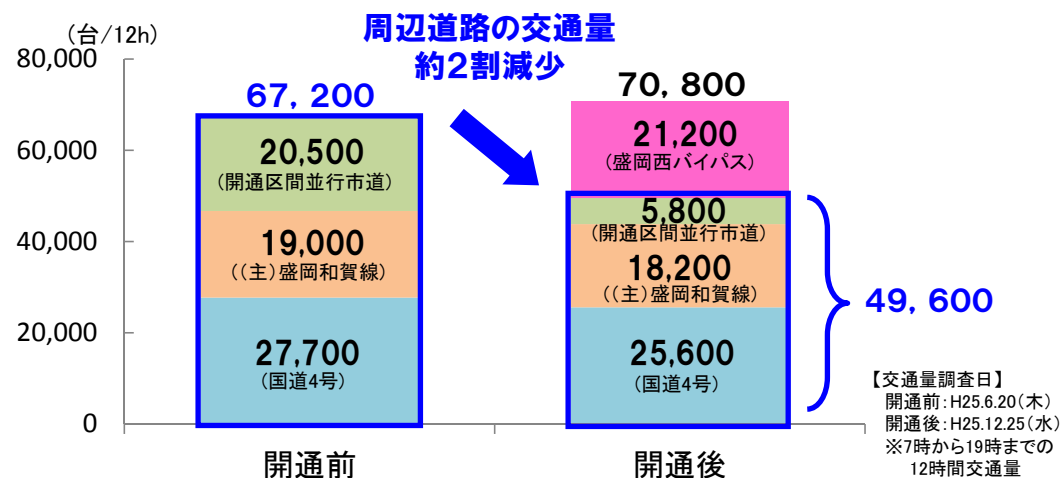 (台/12h)
周辺道路の交通量
約2割減少
80,000
60,000
40,000
20,000
0
67,200
20,500
(開通区間並行市道)
19,000
((主)盛岡和賀線)
27,700
(国道4号)
開通前
70,800
21,200
(盛岡西バイパス)
5,800
(開通区間並行市道)
18,200
((主)盛岡和賀線)
25,600
(国道4号)
開通後
49,600
【交通量調査日】
開通前:H25.6.20(木)
開通後:H25.12.25(水)
※7時から19時までの
12時間交通量